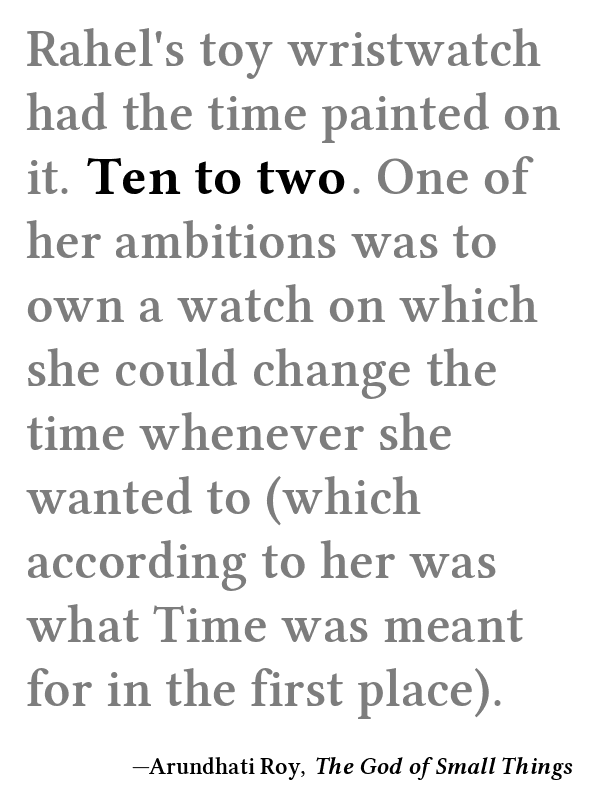 Rahel's toy wristwatch
had the time painted on
it. Ten to two. One of
her ambitions was to
own a watch on which
she could change the
time whenever she
wanted to (which
according to her was
what Time was meant
for in the first place).
—Arundhati Roy, The God of Small Things